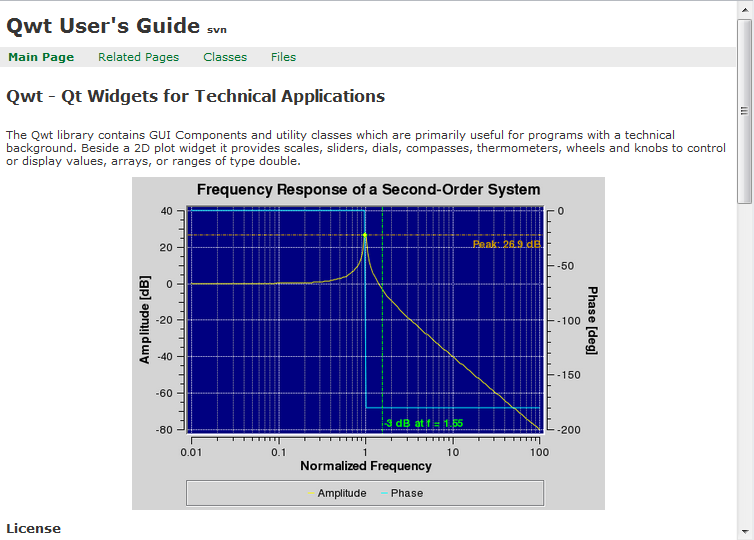 Qwt User's Guide svn
Main Page Related Pages Classes Files
Qwt - Qt Widgets for Technical Applications
The Qwt library contains GUI Components and utility classes which are primarily useful for programs with a technical
background. Beside a 2D plot widget it provides scales, sliders, dials, compasses, thermometers, wheels and knobs to control
or display values, arrays, or ranges of type double.
Frequency Response of a Second-Order System
Amplitude [dB]
40
20
0
-20
-40
-60
-80
Peak: 26.9 dB
-3 dB at f = 1.55
0
-50
-100
-150
-200
Phase [deg]
0.01 0.1 1 10 100
Normalized Frequency
Amplitude Phase
License